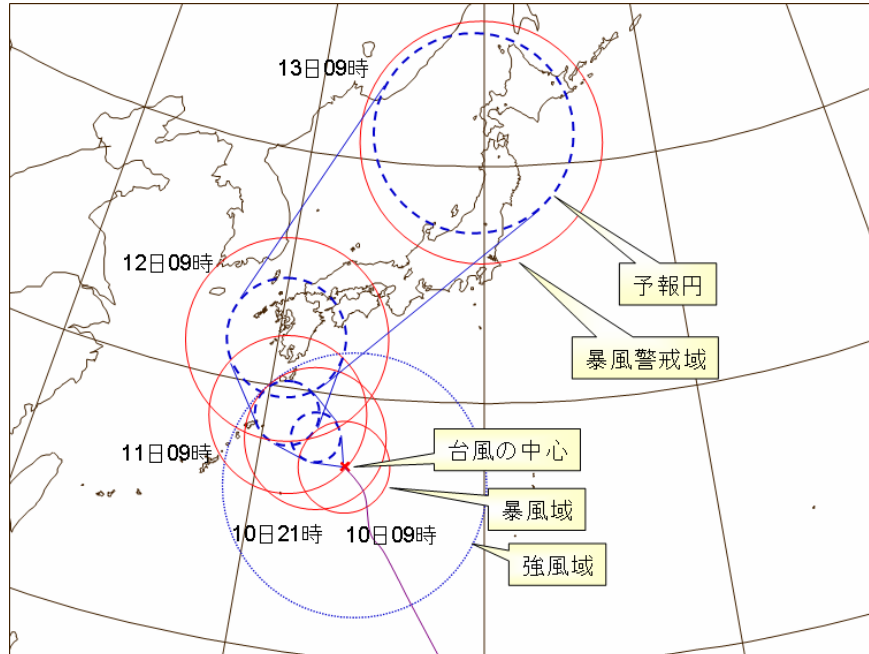 13日09時
12日09時
予報円
暴風警戒域
11日09時
台風の中心
暴風域
10日21時
10日09時
強風域